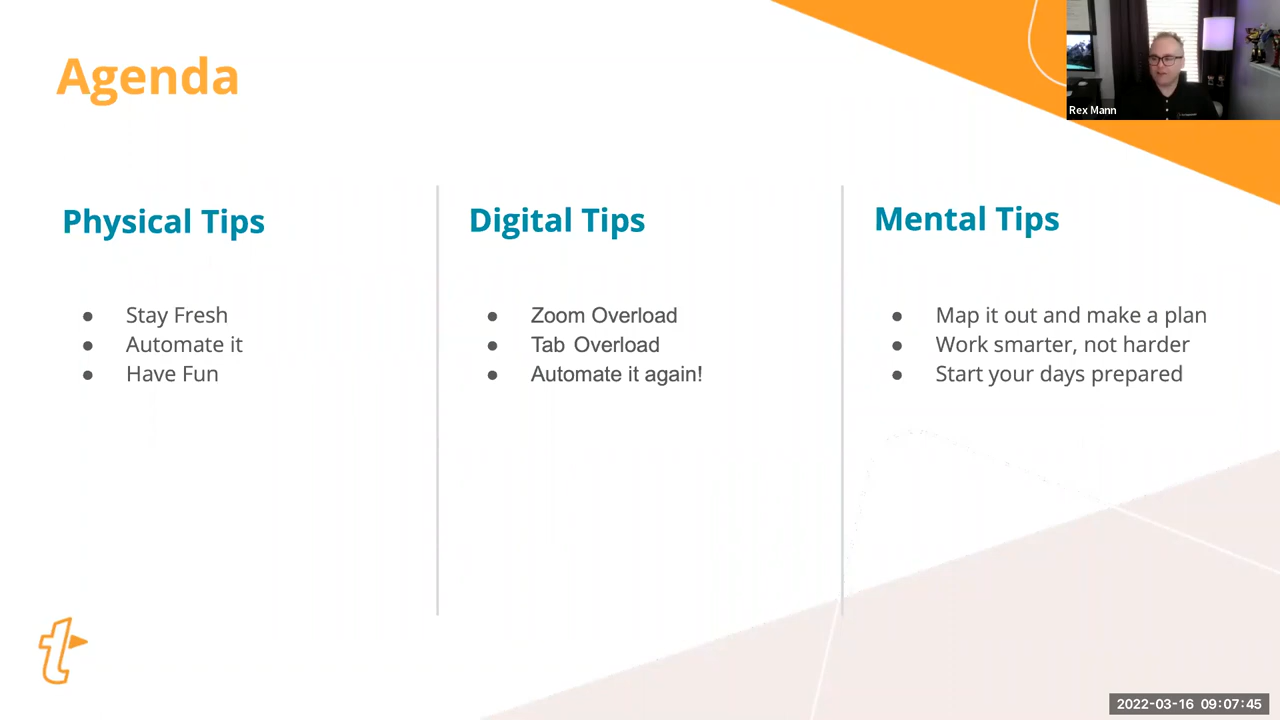 Agenda
Rex Mann
Physical Tips
Stay Fresh
Automate it
Have Fun
Digital Tips
Zoom Overload
Tab Overload
Automate it again!
Mental Tips
Map it out and make a plan
Work smarter, not harder
Start your days prepared
t
2022-03-16 09:07:45